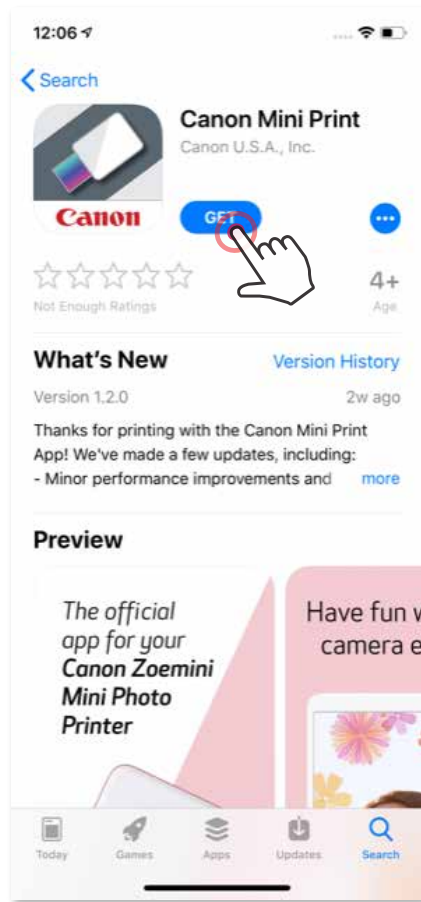 12:06
Search
Canon Mini Print
Canon U.S.A., Inc.
Canon
GET
4+
Not Enough Ratings
Age
What's New
Version History
Version 1.2.0
2w ago
Thanks for printing with the Canon Mini Print
App! We've made a few updates, including:
- Minor performance improvements and more
Preview
The official
app for your
Canon Zoemini
Mini Photo
Printer
Have fun w
camera e
Today
Games
Apps
Updates
Search